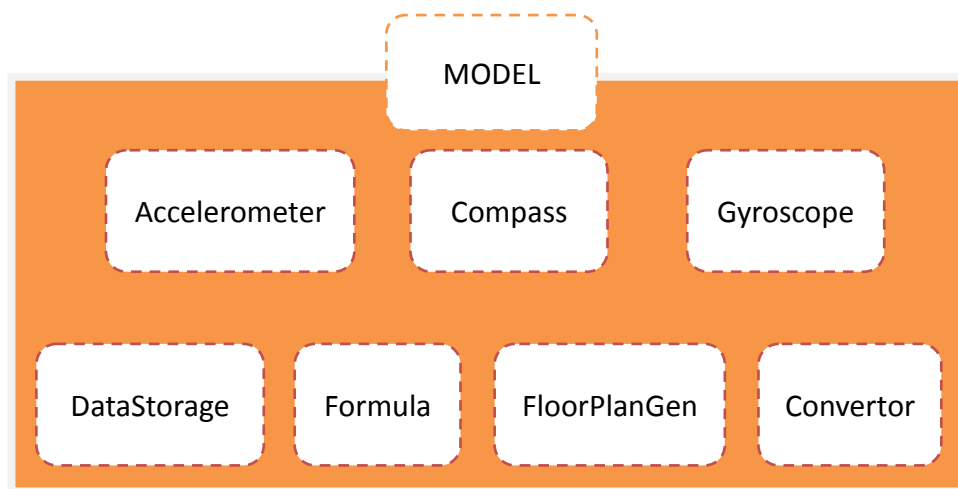 MODEL
Accelerometer
Compass
Gyroscope
DataStorage
Formula
FloorPlanGen
Convertor